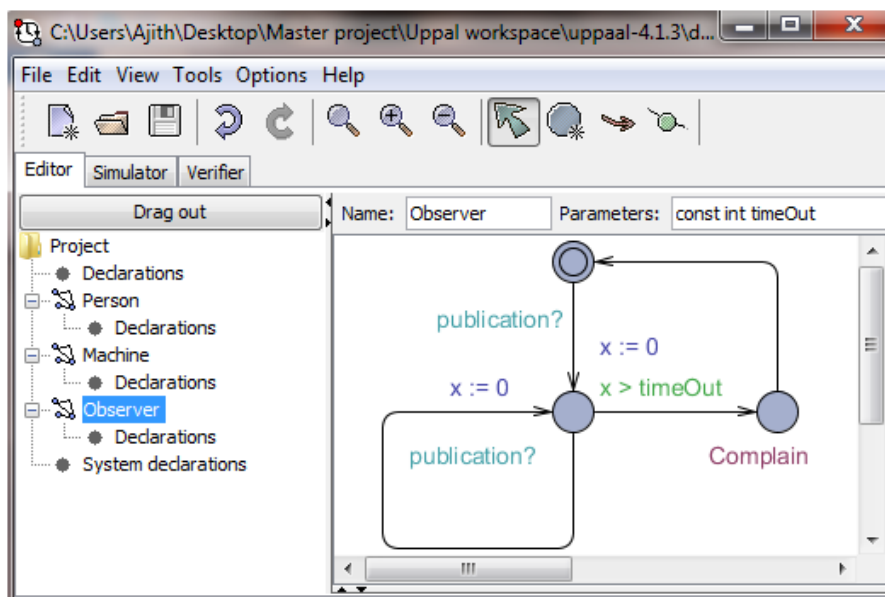 C:\Users\Ajith\Desktop\Master project\Uppal workspace\uppaal-4.1.3\d...
File Edit View Tools Options Help
Editor Simulator Verifier
Drag out
Name: Observer Parameters: const int timeOut
Project
Declarations
Person
Declarations
Machine
Declarations
Observer
Declarations
System declarations
publication?
x := 0
x := 0
x > timeOut
publication?
Complain